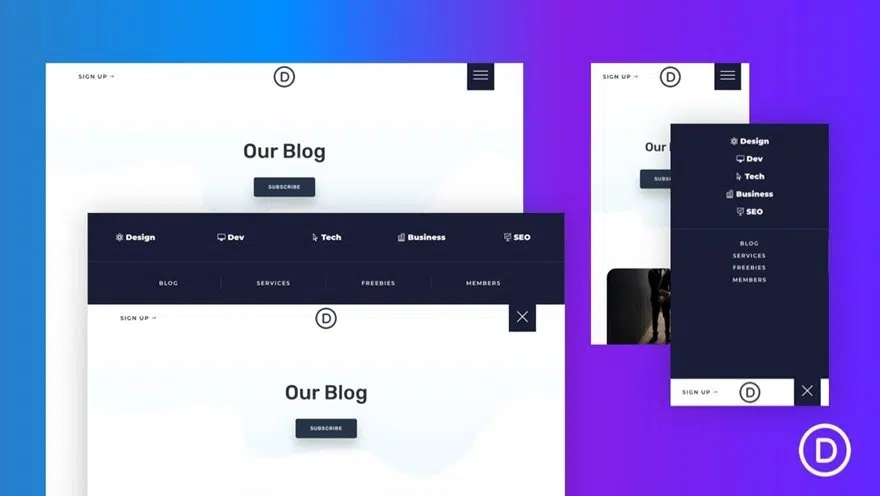 SIGN UP →
D
Our Blog
SUBSCRIBE
Design Dev Tech Business SEO
BLOG SERVICES FREEBIES MEMBERS
SIGN UP →
D
Our Blog
SUBSCRIBE
SIGN UP →
D
Our
Design
Dev
Tech
Business
SEO
BLOG
SERVICES
FREEBIES
MEMBERS
SIGN UP →
D
D